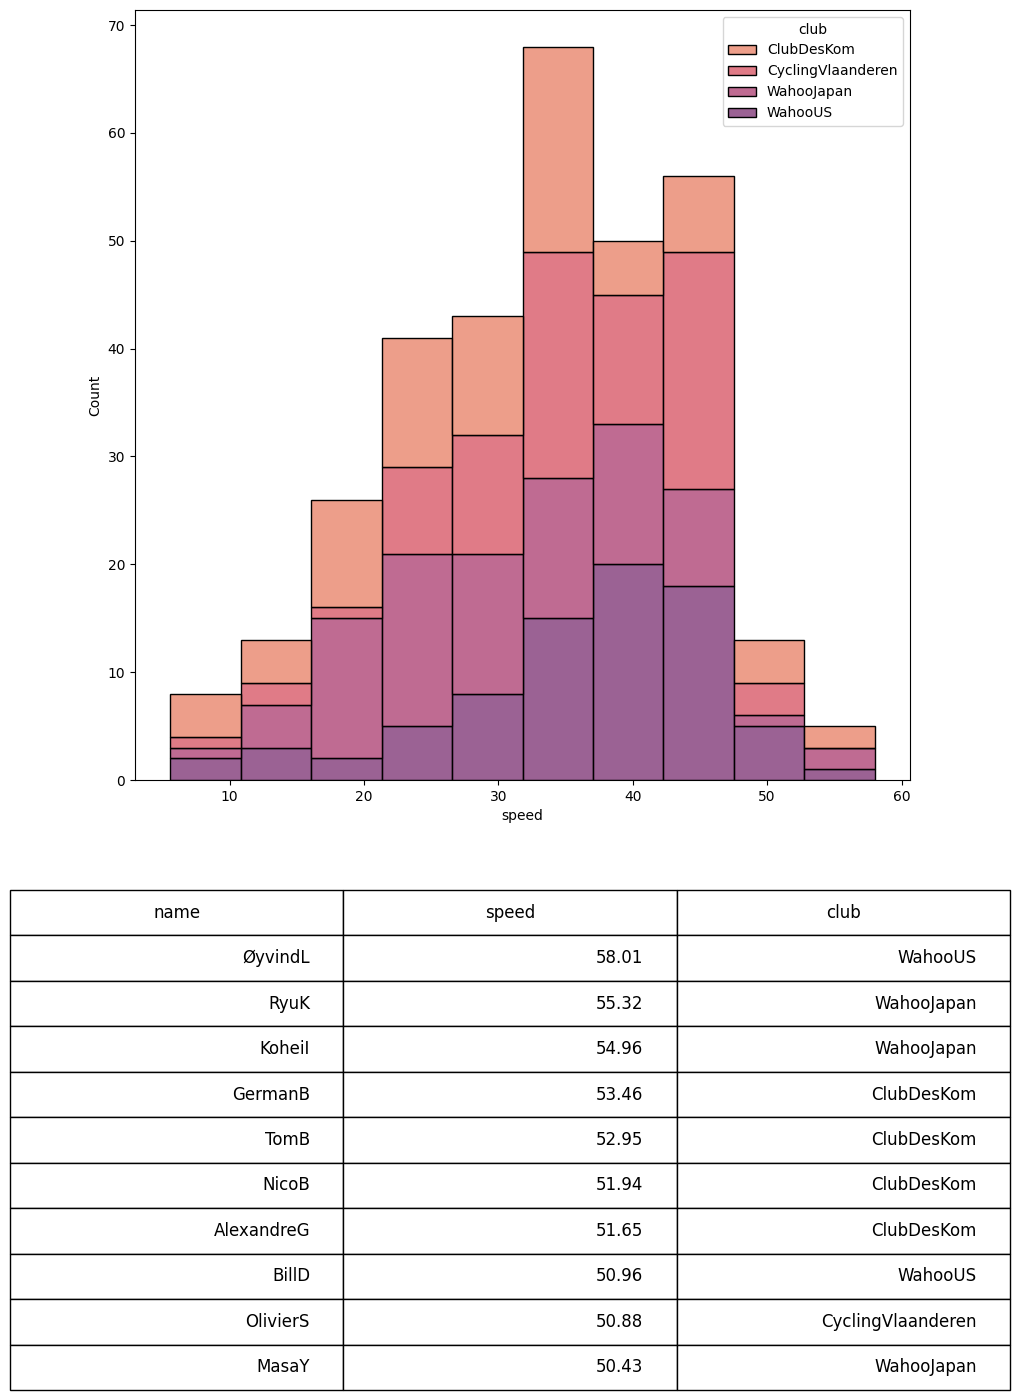 70
60
50
40
30
20
10
0
Count
club
ClubDesKom
CyclingVlaanderen
WahooJapan
WahooUS
10 20 30 40 50 60
speed
name speed club
ØyvindL 58.01 WahooUS
RyuK 55.32 WahooJapan
KoheiI 54.96 WahooJapan
GermanB 53.46 ClubDesKom
TomB 52.95 ClubDesKom
NicoB 51.94 ClubDesKom
AlexandreG 51.65 ClubDesKom
BillD 50.96 WahooUS
OlivierS 50.88 CyclingVlaanderen
MasaY 50.43 WahooJapan